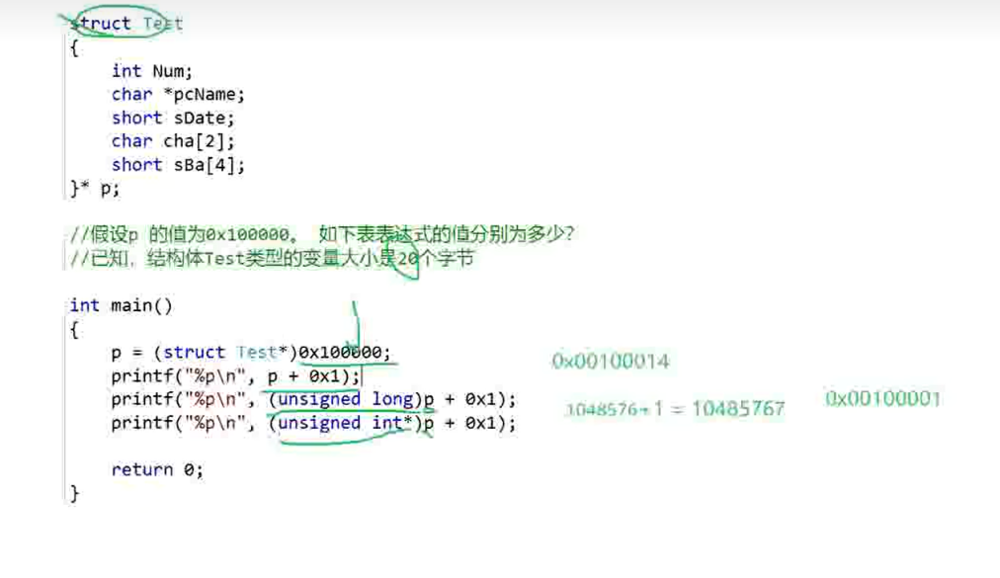 struct Test
{
int Num;
char *pcName;
short sDate;
char cha[2];
short sBa[4];
}* p;
//假设p 的值为0x100000。 如下表表达式的值分别为多少?
//已知，结构体Test类型的变量大小是20个字节
int main()
{
p = (struct Test*)0x100000;
printf("%p\n", p + 0x1);
0x00100014
printf("%p\n", (unsigned long)p + 0x1);
1048576+1 = 10485767
0x00100001
printf("%p\n", (unsigned int*)p + 0x1);
return 0;
}